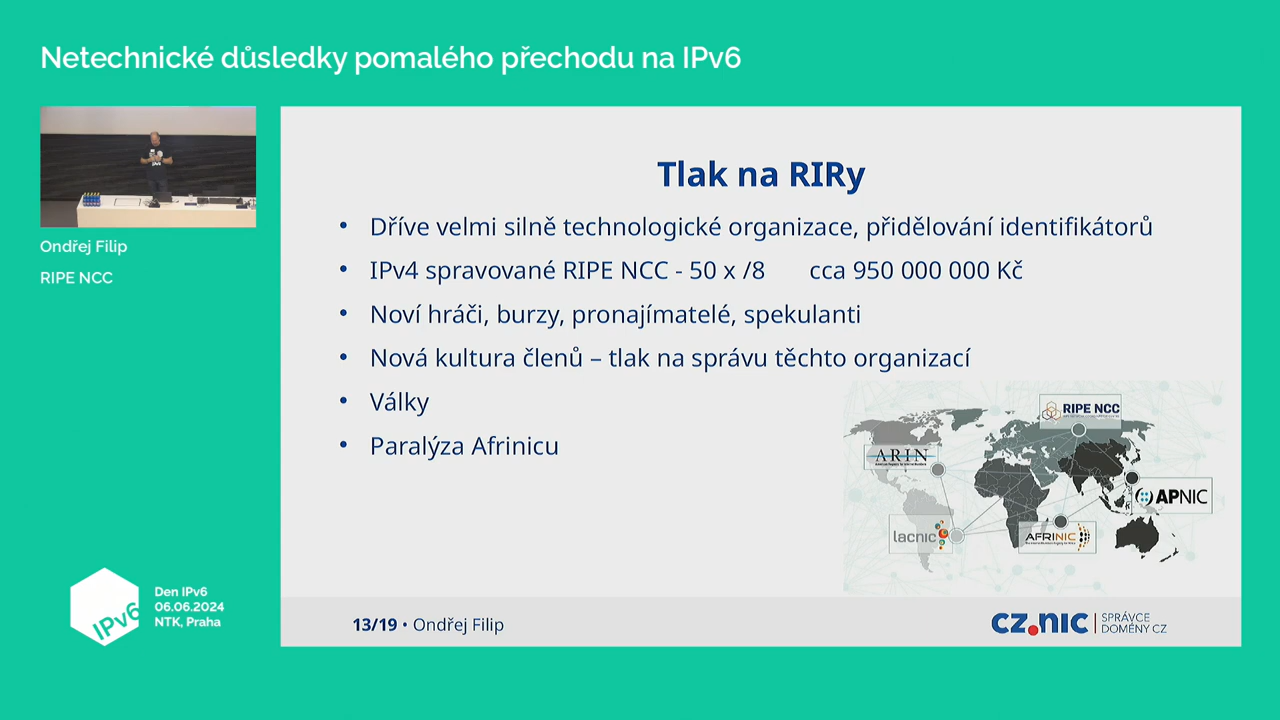 Netechnické důsledky pomalého přechodu na IPv6
Ondřej Filip
RIPE NCC
Tlak na RIRy
• Dříve velmi silně technologické organizace, přidělování identifikátorů
• IPv4 spravované RIPE NCC - 50 x /8 cca 950 000 000 Kč
• Noví hráči, burzy, pronajímatelé, spekulanti
• Nová kultura členů – tlak na správu těchto organizací
• Války
• Paralýza Afrinicu
RIPE NCC
ARIN
APNIC
lacnic
AFRINIC
13/19 • Ondřej Filip
CZ.NIC
SPRÁVCE
DOMÉNY CZ
IPv6
Den IPv6
06.06.2024
NTK, Praha